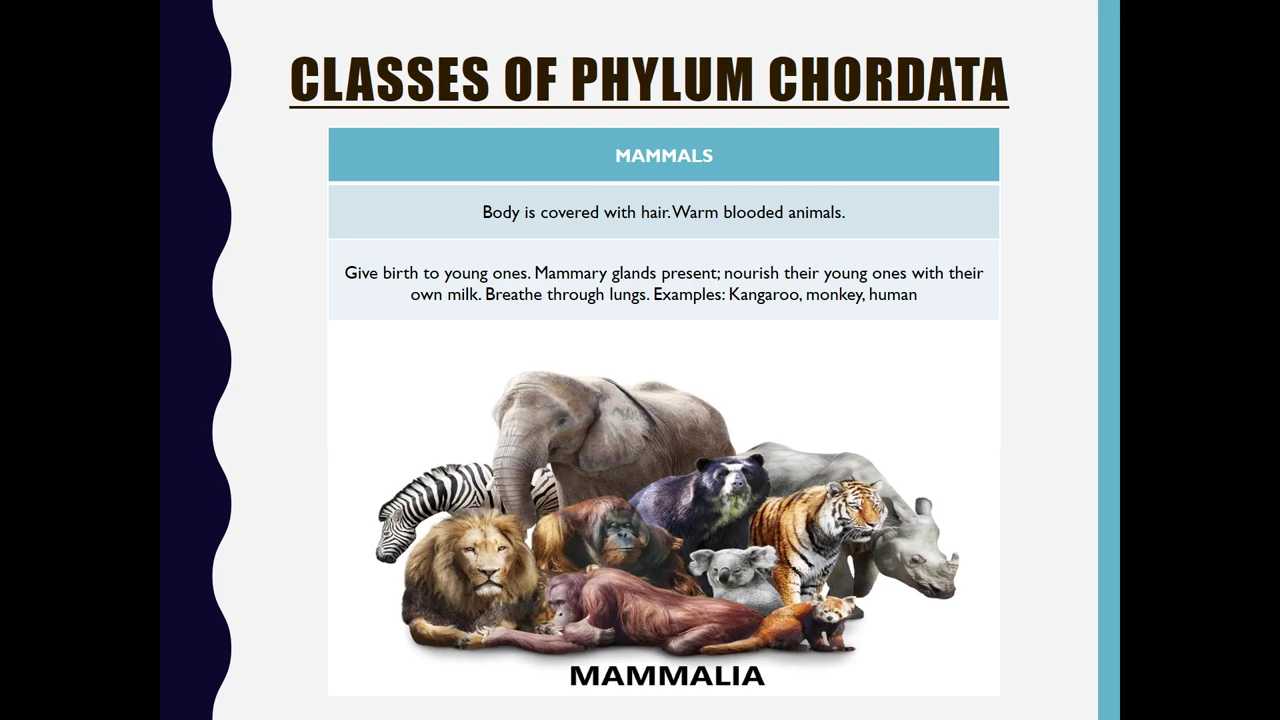 CLASSES OF PHYLUM CHORDATA
MAMMALS
Body is covered with hair. Warm blooded animals.
Give birth to young ones. Mammary glands present; nourish their young ones with their
own milk. Breathe through lungs. Examples: Kangaroo, monkey, human
MAMMALIA